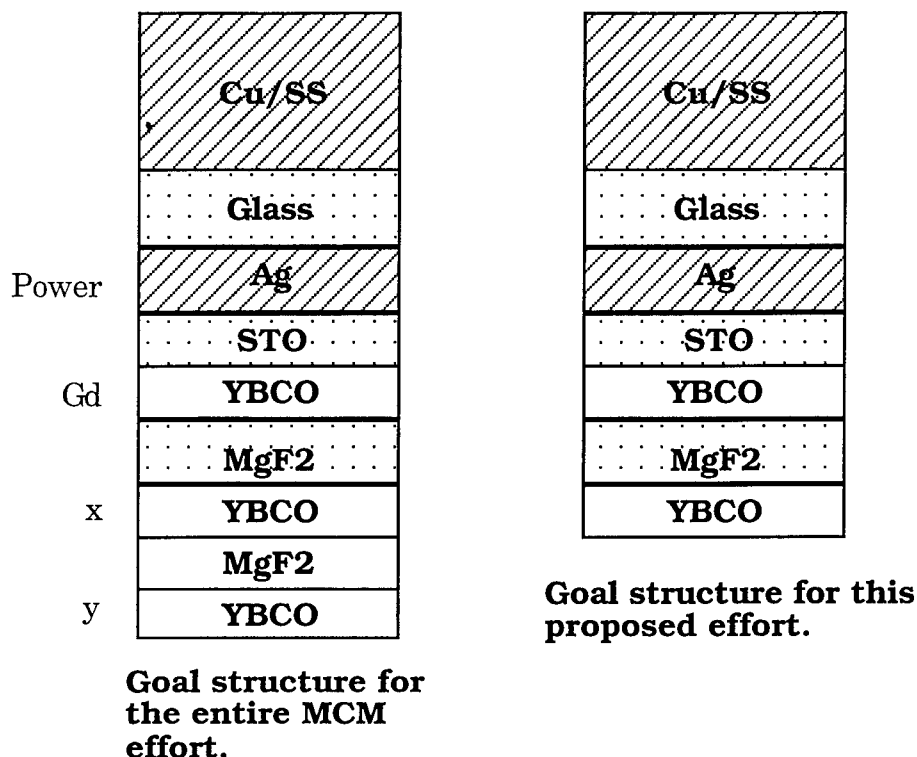 Cu/SS
Glass
Power Ag
STO
Gd YBCO
MgF2
x YBCO
MgF2
y YBCO
Goal structure for
the entire MCM
effort.
Cu/SS
Glass
Ag
STO
YBCO
MgF2
YBCO
Goal structure for this
proposed effort.